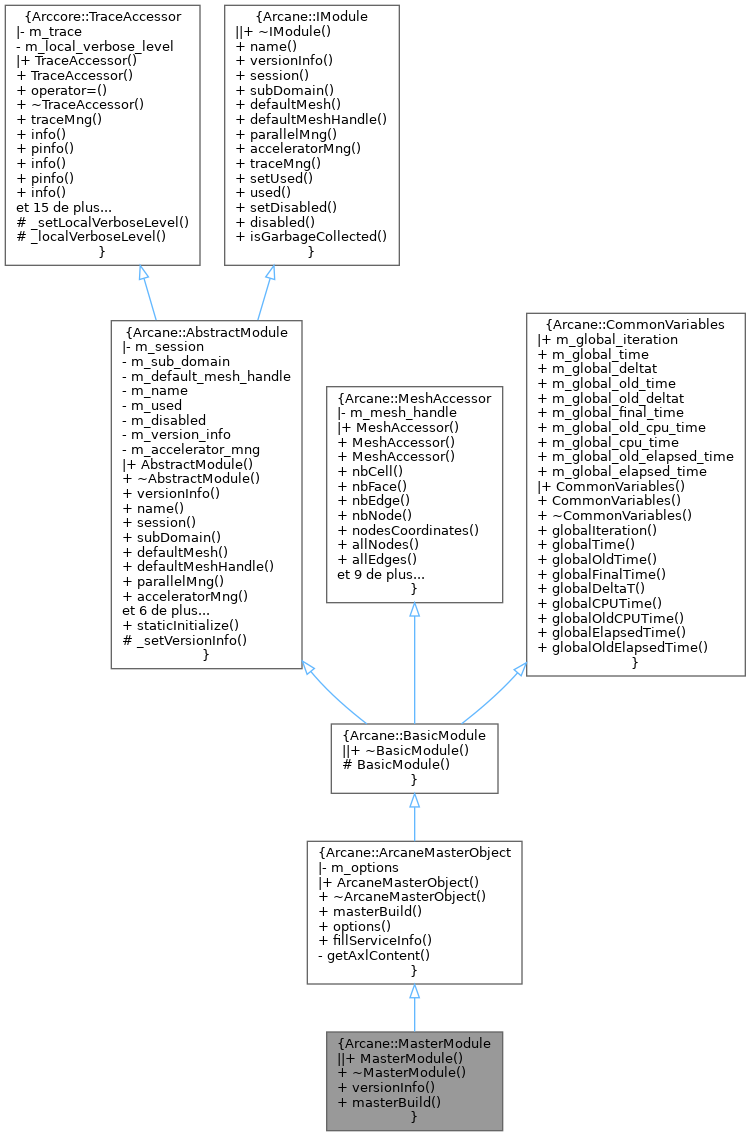 {Arccore::TraceAccessor
|- m_trace
- m_local_verbose_level
|+ TraceAccessor()
+ TraceAccessor()
+ operator=()
+ ~TraceAccessor()
+ traceMng()
+ info()
+ pinfo()
+ info()
+ pinfo()
+ info()
et 15 de plus...
# _setLocalVerboseLevel()
# _localVerboseLevel()
}
{Arcane::IModule
||+ ~IModule()
+ name()
+ versionInfo()
+ session()
+ subDomain()
+ defaultMesh()
+ defaultMeshHandle()
+ parallelMng()
+ acceleratorMng()
+ traceMng()
+ setUsed()
+ used()
+ setDisabled()
+ disabled()
+ isGarbageCollected()
}
{Arcane::AbstractModule
|- m_session
- m_sub_domain
- m_default_mesh_handle
- m_name
- m_used
- m_disabled
- m_version_info
- m_accelerator_mng
|+ AbstractModule()
+ ~AbstractModule()
+ versionInfo()
+ name()
+ session()
+ subDomain()
+ defaultMesh()
+ defaultMeshHandle()
+ parallelMng()
+ acceleratorMng()
et 6 de plus...
+ staticInitialize()
# _setVersionInfo()
}
{Arcane::MeshAccessor
|- m_mesh_handle
|+ MeshAccessor()
+ MeshAccessor()
+ MeshAccessor()
+ nbCell()
+ nbFace()
+ nbEdge()
+ nbNode()
+ nodesCoordinates()
+ allNodes()
+ allEdges()
et 9 de plus...
}
{Arcane::CommonVariables
|+ m_global_iteration
+ m_global_time
+ m_global_deltat
+ m_global_old_time
+ m_global_old_deltat
+ m_global_final_time
+ m_global_old_cpu_time
+ m_global_cpu_time
+ m_global_old_elapsed_time
+ m_global_elapsed_time
|+ CommonVariables()
+ CommonVariables()
+ ~CommonVariables()
+ globalIteration()
+ globalTime()
+ globalOldTime()
+ globalFinalTime()
+ globalDeltaT()
+ globalCPUTime()
+ globalOldCPUTime()
+ globalElapsedTime()
+ globalOldElapsedTime()
}
{Arcane::BasicModule
||+ ~BasicModule()
# BasicModule()
}
{Arcane::ArcaneMasterObject
|- m_options
|+ ArcaneMasterObject()
+ ~ArcaneMasterObject()
+ masterBuild()
+ options()
+ fillServiceInfo()
- getAxlContent()
}
{Arcane::MasterModule
||+ MasterModule()
+ ~MasterModule()
+ versionInfo()
+ masterBuild()
}